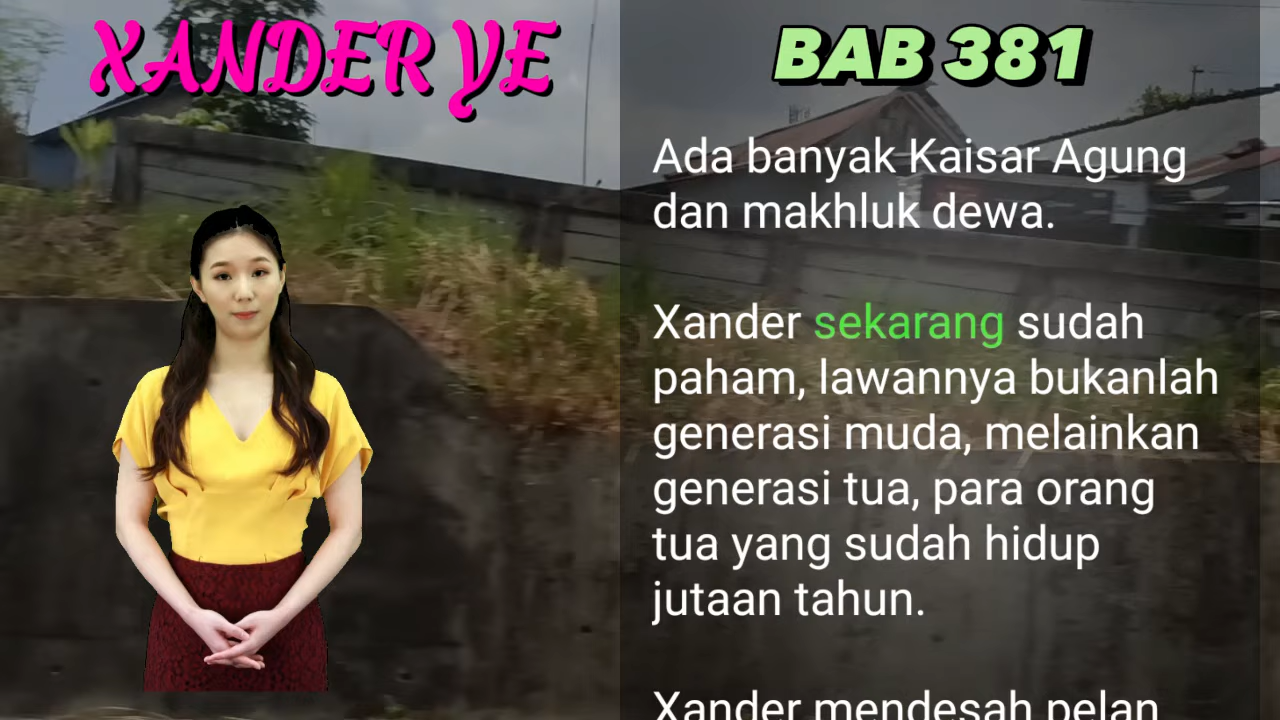 XANDER YE
BAB 381
Ada banyak Kaisar Agung
dan makhluk dewa.
Xander sekarang sudah
paham, lawannya bukanlah
generasi muda, melainkan
generasi tua, para orang
tua yang sudah hidup
jutaan tahun.
Xander mendesah pelan